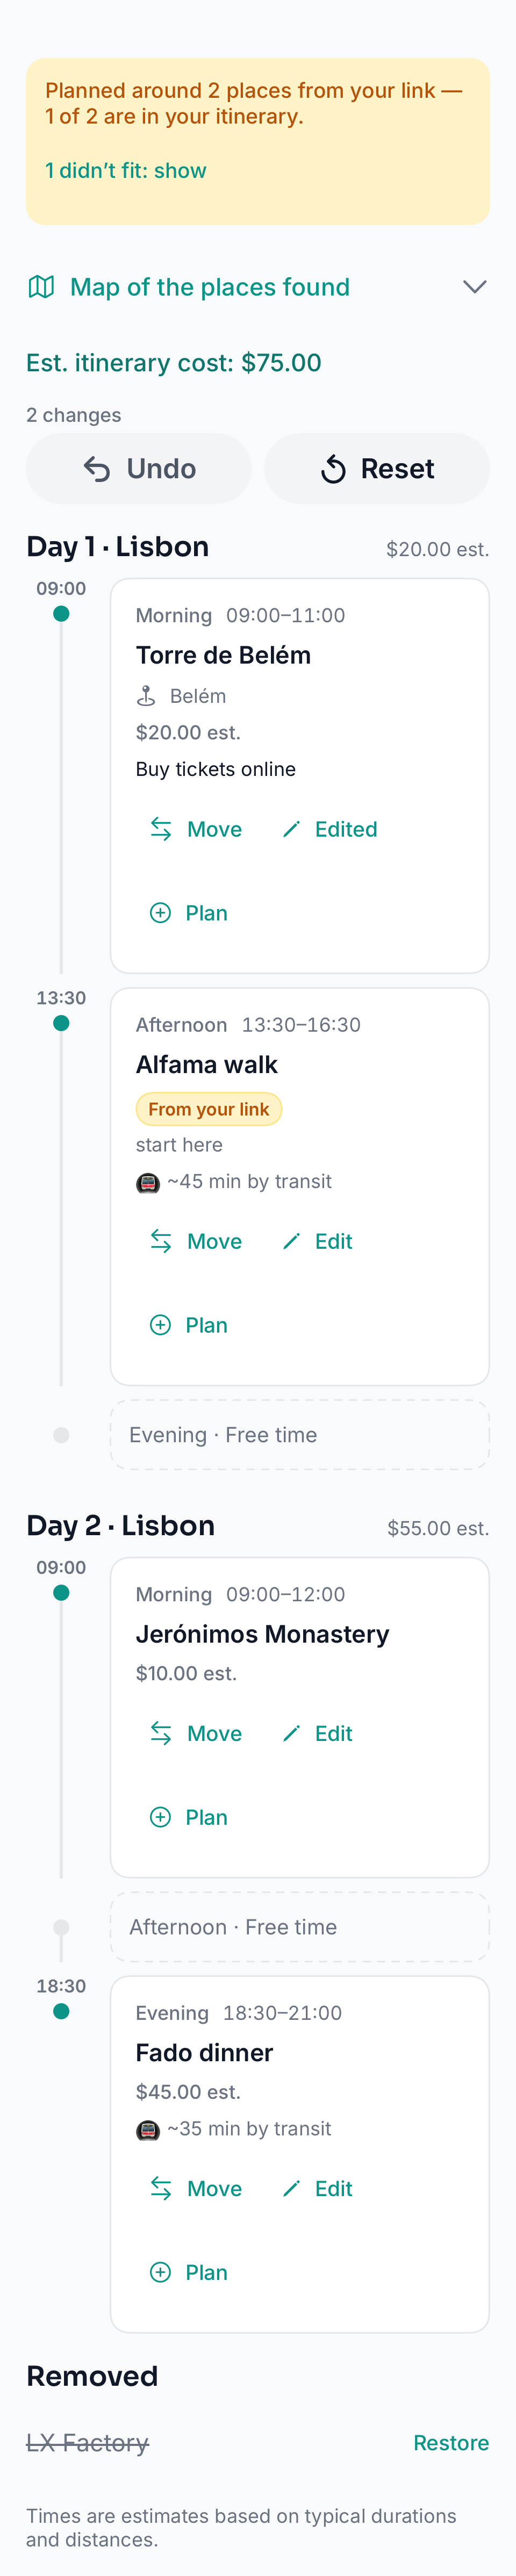 Planned around 2 places from your link —
1 of 2 are in your itinerary.
1 didn’t fit: show
Map of the places found
Est. itinerary cost: $75.00
2 changes
Undo
Reset
Day 1 · Lisbon
$20.00 est.
09:00
Morning 09:00–11:00
Torre de Belém
Belém
$20.00 est.
Buy tickets online
Move
Edited
Plan
13:30
Afternoon 13:30–16:30
Alfama walk
From your link
start here
~45 min by transit
Move
Edit
Plan
Evening · Free time
Day 2 · Lisbon
$55.00 est.
09:00
Morning 09:00–12:00
Jerónimos Monastery
$10.00 est.
Move
Edit
Plan
Afternoon · Free time
18:30
Evening 18:30–21:00
Fado dinner
$45.00 est.
~35 min by transit
Move
Edit
Plan
Removed
LX Factory
Restore
Times are estimates based on typical durations
and distances.